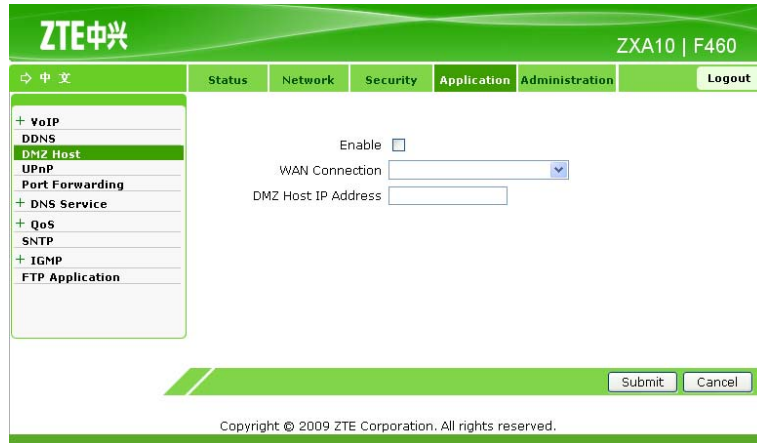 ZTE中兴
ZXA10 | F460
中文
Status Network Security Application Administration Logout
+ VoIP
DDNS
DMZ Host
UPnP
Port Forwarding
+ DNS Service
+ QoS
SNTP
+ IGMP
FTP Application
Enable
WAN Connection
DMZ Host IP Address
Submit Cancel
Copyright © 2009 ZTE Corporation. All rights reserved.